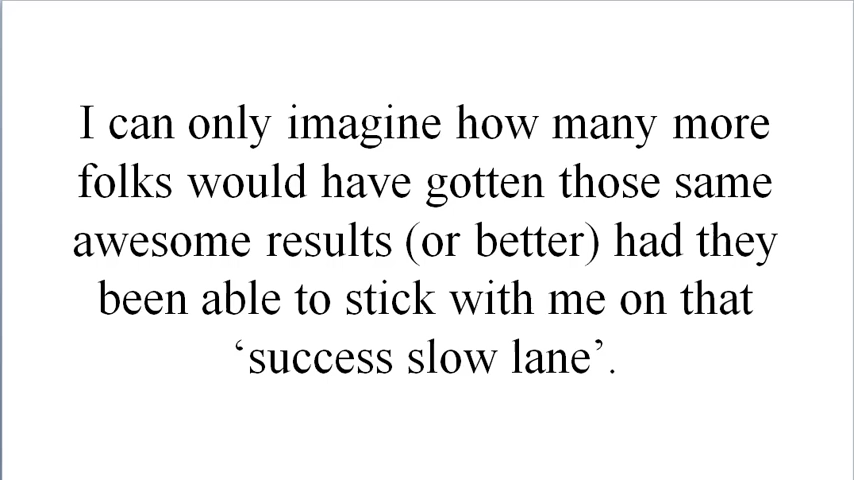 I can only imagine how many more
folks would have gotten those same
awesome results (or better) had they
been able to stick with me on that
‘success slow lane’.